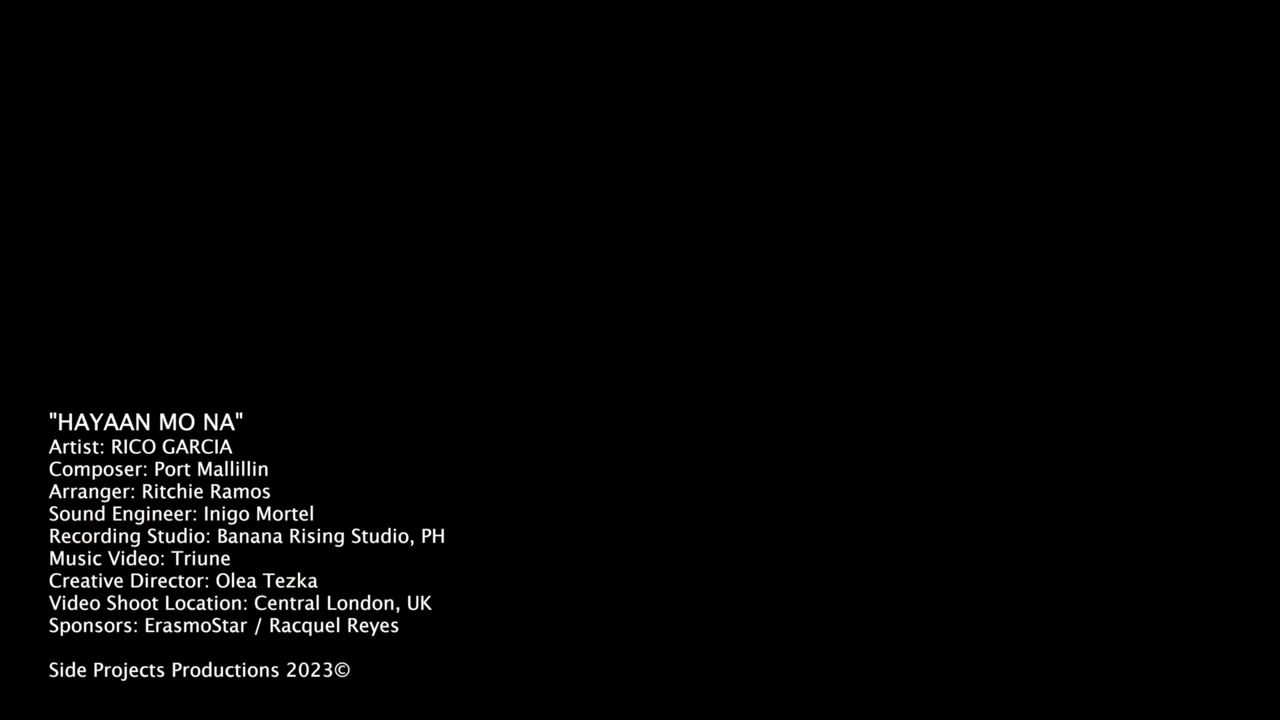 "HAYAAN MO NA"
Artist: RICO GARCIA
Composer: Port Mallillin
Arranger: Ritchie Ramos
Sound Engineer: Inigo Mortel
Recording Studio: Banana Rising Studio, PH
Music Video: Triune
Creative Director: Olea Tezka
Video Shoot Location: Central London, UK
Sponsors: ErasmoStar / Racquel Reyes
Side Projects Productions 2023©